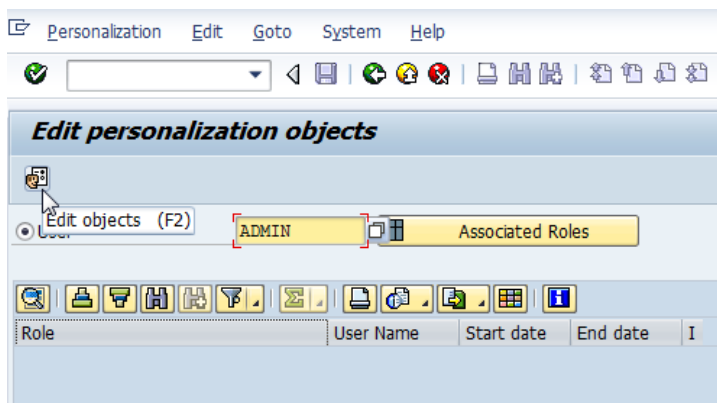 Personalization Edit Goto System Help
Edit personalization objects
Edit objects (F2)
ADMIN Associated Roles
Role User Name Start date End date I